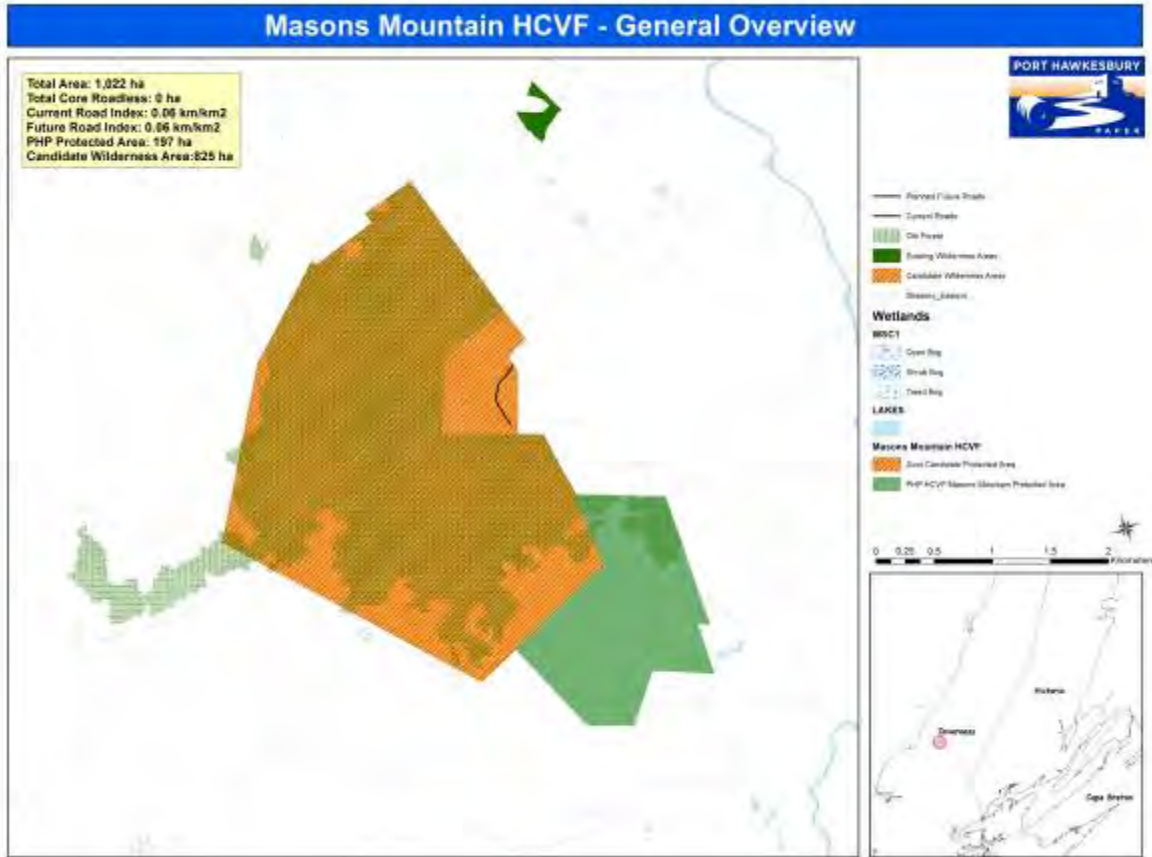 Masons Mountain HCVF - General Overview
Total Area: 1,022 ha
Total Core Roadless: 0 ha
Current Road Index: 0.06 km/km2
Future Road Index: 0.06 km/km2
PHP Protected Area: 197 ha
Candidate Wilderness Area:825 ha
PORT HAWKESBURY
PAPER
Planned Future Roads
Current Roads
Old Forest
Existing Wilderness Areas
Candidate Wilderness Areas
Wetlands
Open Bog
Shrub Bog
Treed Bog
LAKES
Masons Mountain HCVF
Candidate Protected Area
PHP HCVF Masons Mountain Protected Area
0 0.25 0.5 1 1.5 2
Kilometers
Victoria
Inverness
Cape Breton